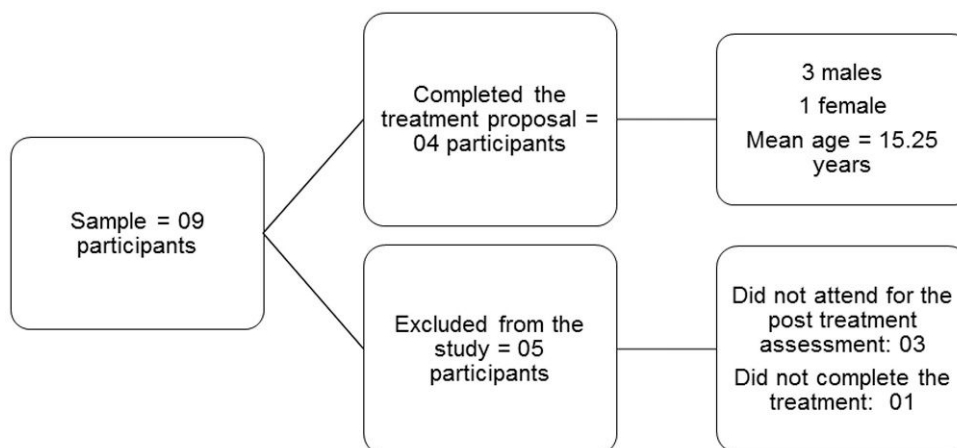 Sample = 09
participants
Completed the
treatment proposal =
04 participants
3 males
1 female
Mean age = 15.25
years
Excluded from the
study = 05
participants
Did not attend for the
post treatment
assessment: 03
Did not complete the
treatment: 01